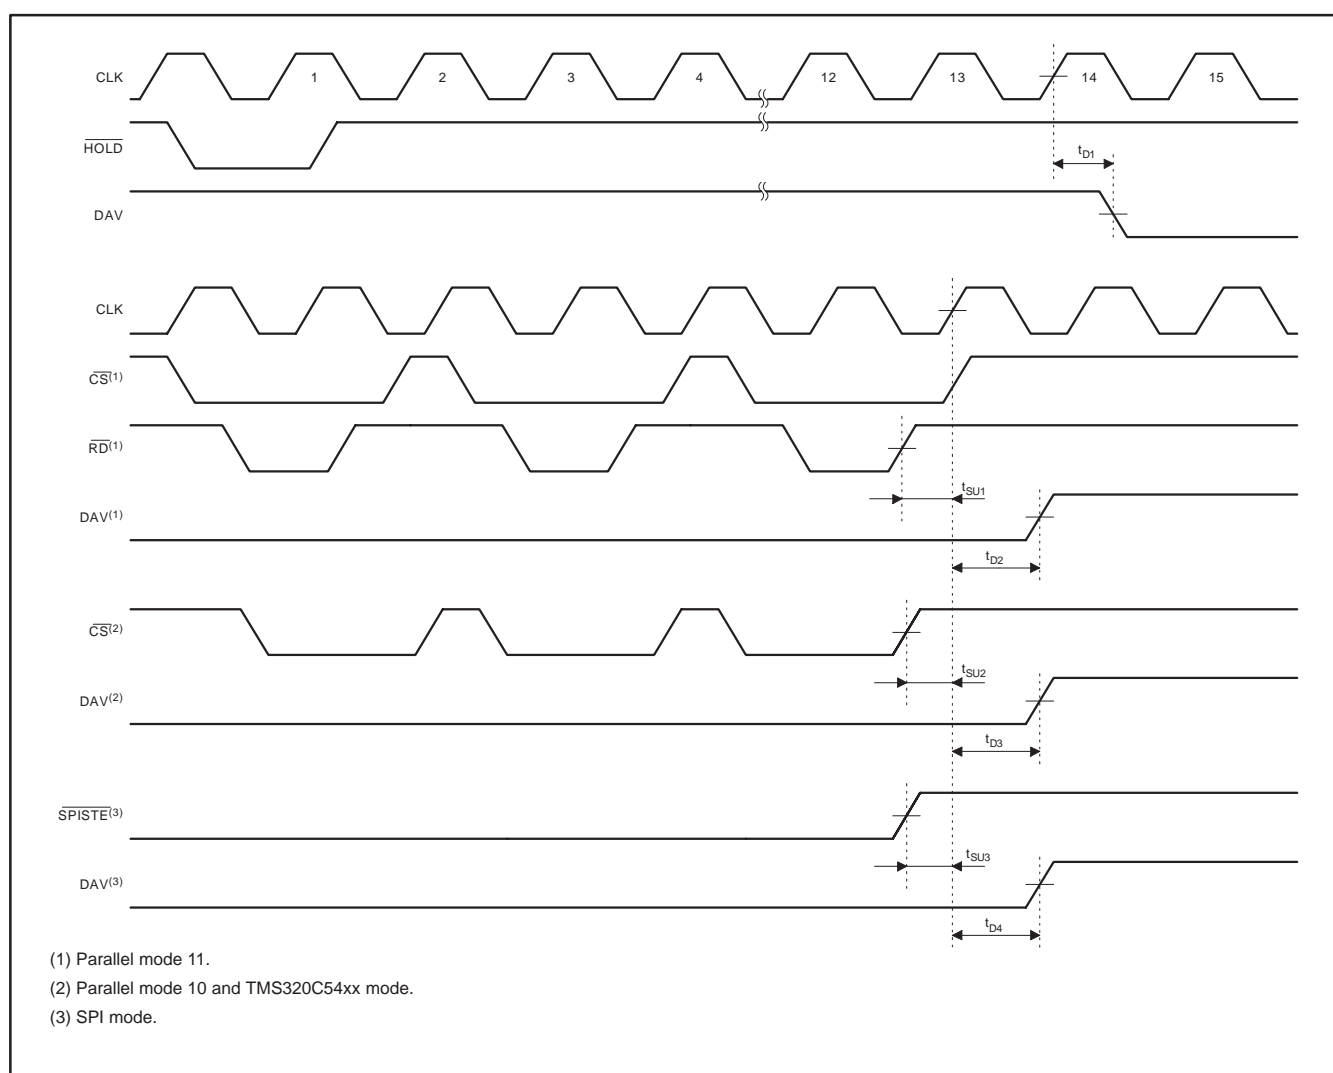 CLK 1 2 3 4 12 13 14 15
HOLD
tD1
DAV
CLK
CS(1)
RD(1)
tSU1
DAV(1)
tD2
CS(2)
tSU2
DAV(2)
tD3
SPISTE(3)
tSU3
DAV(3)
tD4
(1) Parallel mode 11.
(2) Parallel mode 10 and TMS320C54xx mode.
(3) SPI mode.